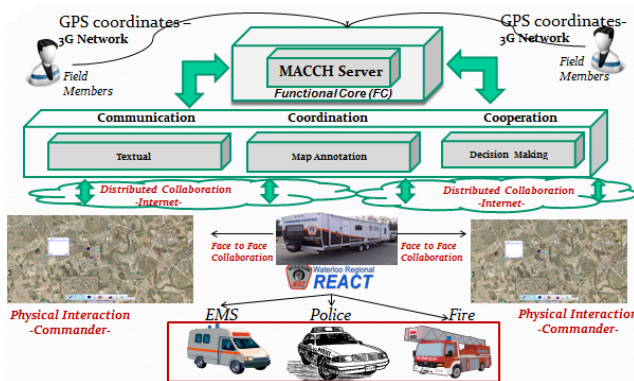 GPS coordinates –
3G Network
GPS coordinates-
3G Network
Field
Members
MACCH Server
Functional Core (FC)
Field
Members
Communication
Coordination
Cooperation
Textual
Map Annotation
Decision Making
Distributed Collaboration
-Internet-
Distributed Collaboration
-Internet-
Face to Face
Collaboration
Face to Face
Collaboration
Waterloo Regional
REACT
Physical Interaction
-Commander-
Physical Interaction
-Commander-
EMS
Police
Fire